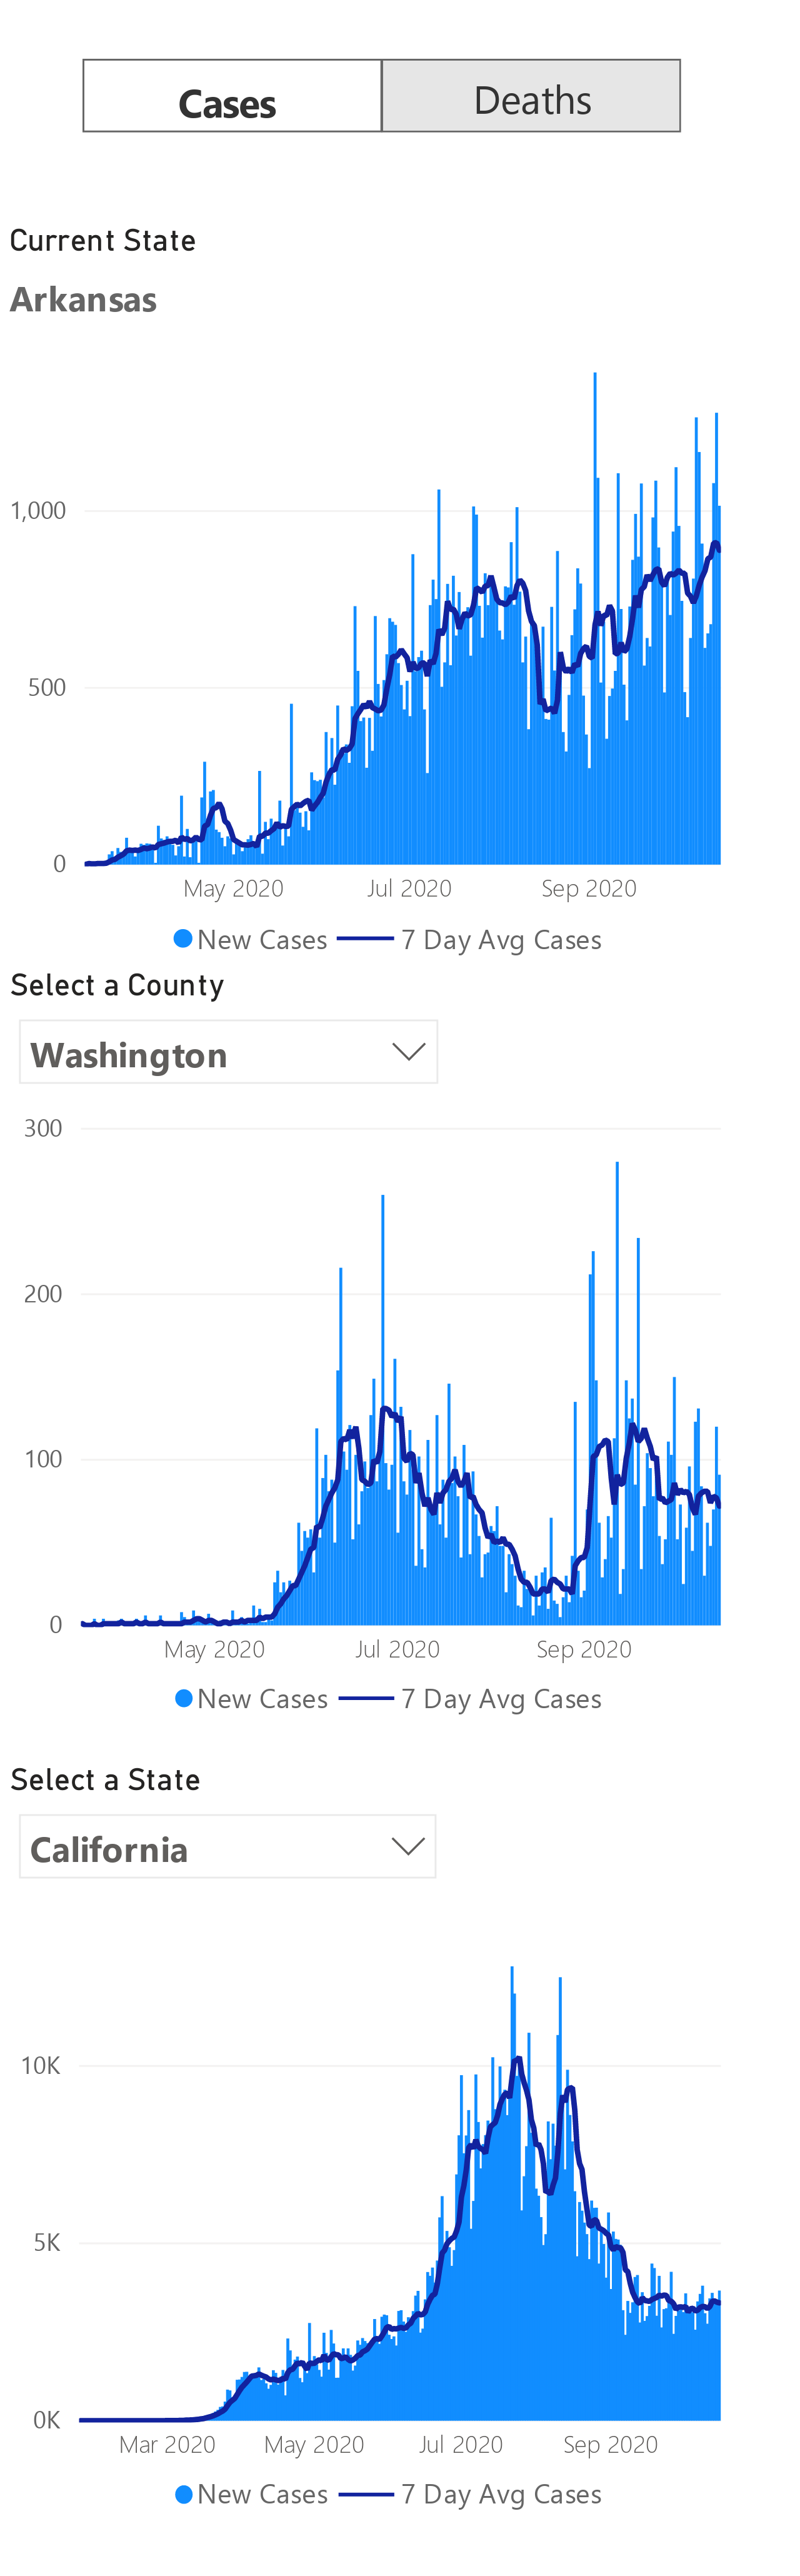 Cases Deaths
Current State
Arkansas
1,000
500
0
May 2020 Jul 2020 Sep 2020
New Cases 7 Day Avg Cases
Select a County
Washington
300
200
100
0
May 2020 Jul 2020 Sep 2020
New Cases 7 Day Avg Cases
Select a State
California
10K
5K
0K
Mar 2020 May 2020 Jul 2020 Sep 2020
New Cases 7 Day Avg Cases